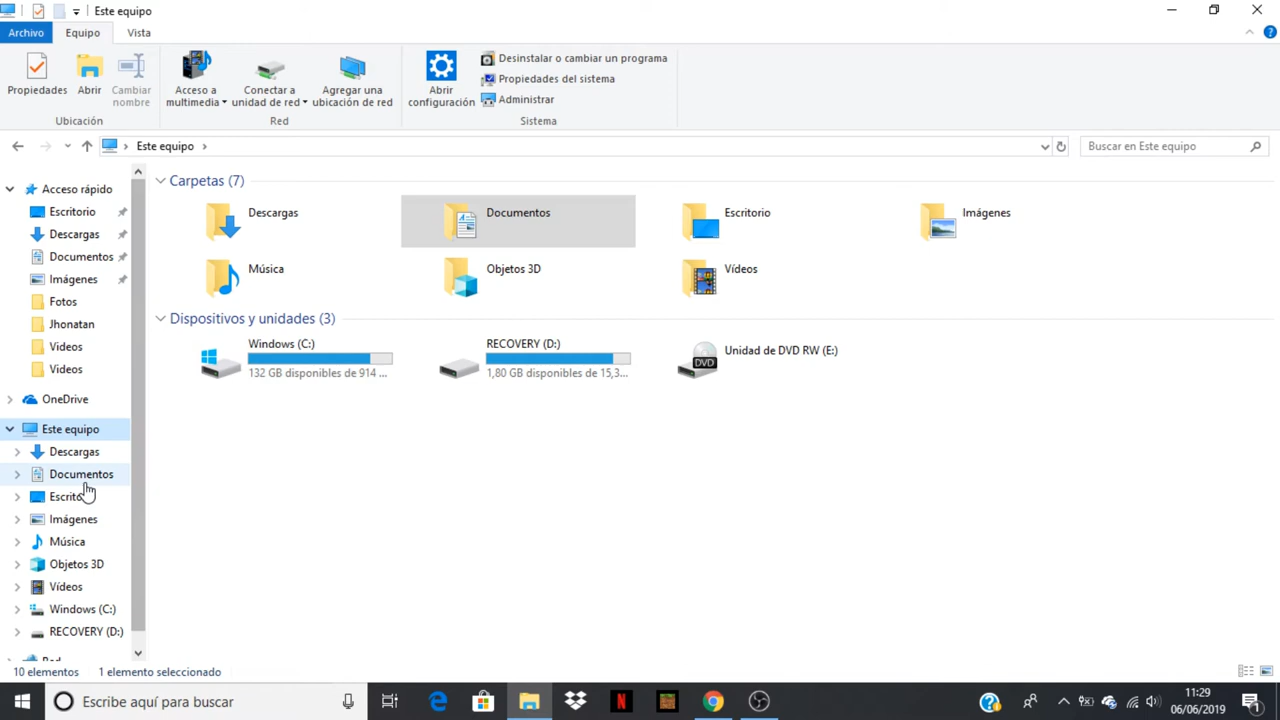 Este equipo
Archivo Equipo Vista
Propiedades Abrir Cambiar nombre
Ubicación
Acceso a multimedia Conectar a unidad de red Agregar una ubicación de red
Red
Abrir configuración
Desinstalar o cambiar un programa
Propiedades del sistema
Administrar
Sistema
Este equipo
Buscar en Este equipo
Acceso rápido
Escritorio
Descargas
Documentos
Imágenes
Fotos
Jhonatan
Videos
Videos
OneDrive
Este equipo
Descargas
Documentos
Imágenes
Música
Objetos 3D
Vídeos
Windows (C:)
RECOVERY (D:)
Carpetas (7)
Descargas Documentos Escritorio Imágenes
Música Objetos 3D Vídeos
Dispositivos y unidades (3)
Windows (C:)
132 GB disponibles de 914 ...
RECOVERY (D:)
1,80 GB disponibles de 15,3...
Unidad de DVD RW (E:)
DVD
10 elementos 1 elemento seleccionado
Escribe aquí para buscar
11:29
06/06/2019